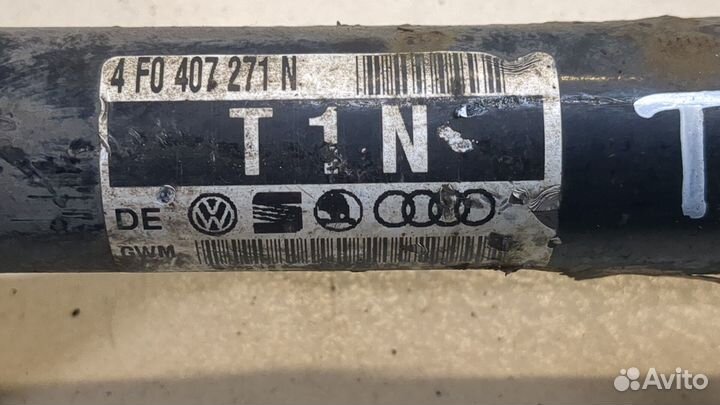 4 F0 407 271 N
T 1 N
DE
GWM
T
Avito